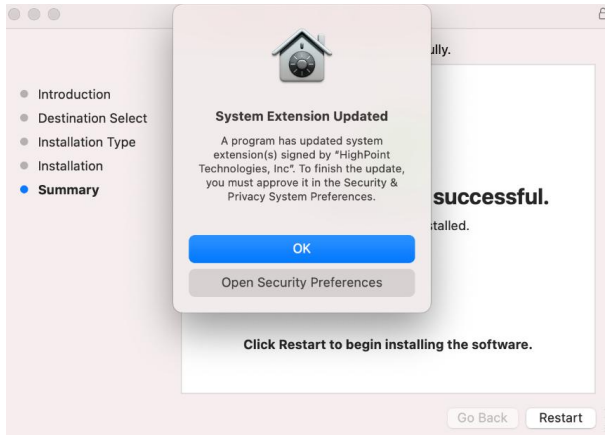 ully.
Introduction
Destination Select
Installation Type
Installation
Summary
System Extension Updated
A program has updated system
extension(s) signed by "HighPoint
Technologies, Inc". To finish the update,
you must approve it in the Security &
Privacy System Preferences.
OK
Open Security Preferences
successful.
stalled.
Click Restart to begin installing the software.
Go Back
Restart